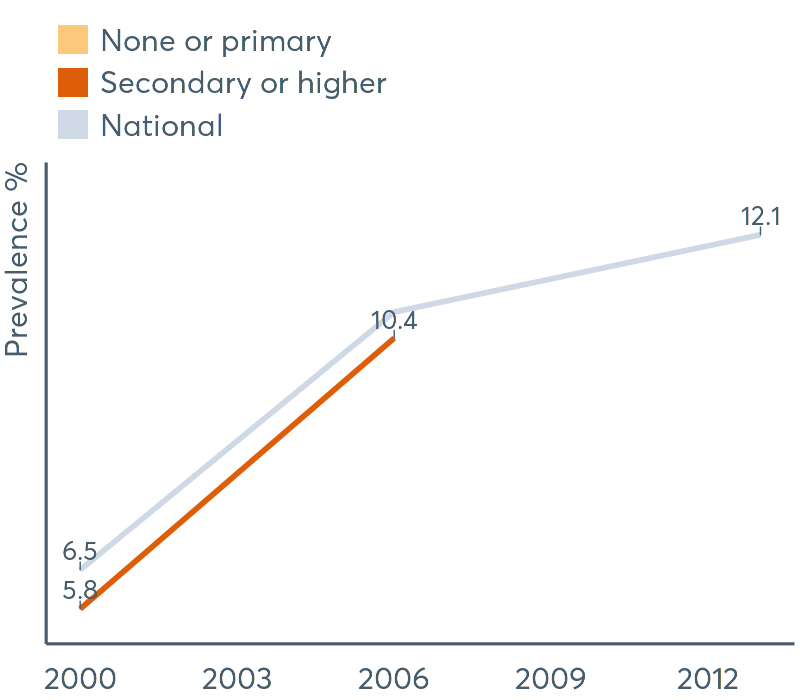 None or primary
Secondary or higher
National
Prevalence %
12.1
10.4
6.5
5.8
2000 2003 2006 2009 2012